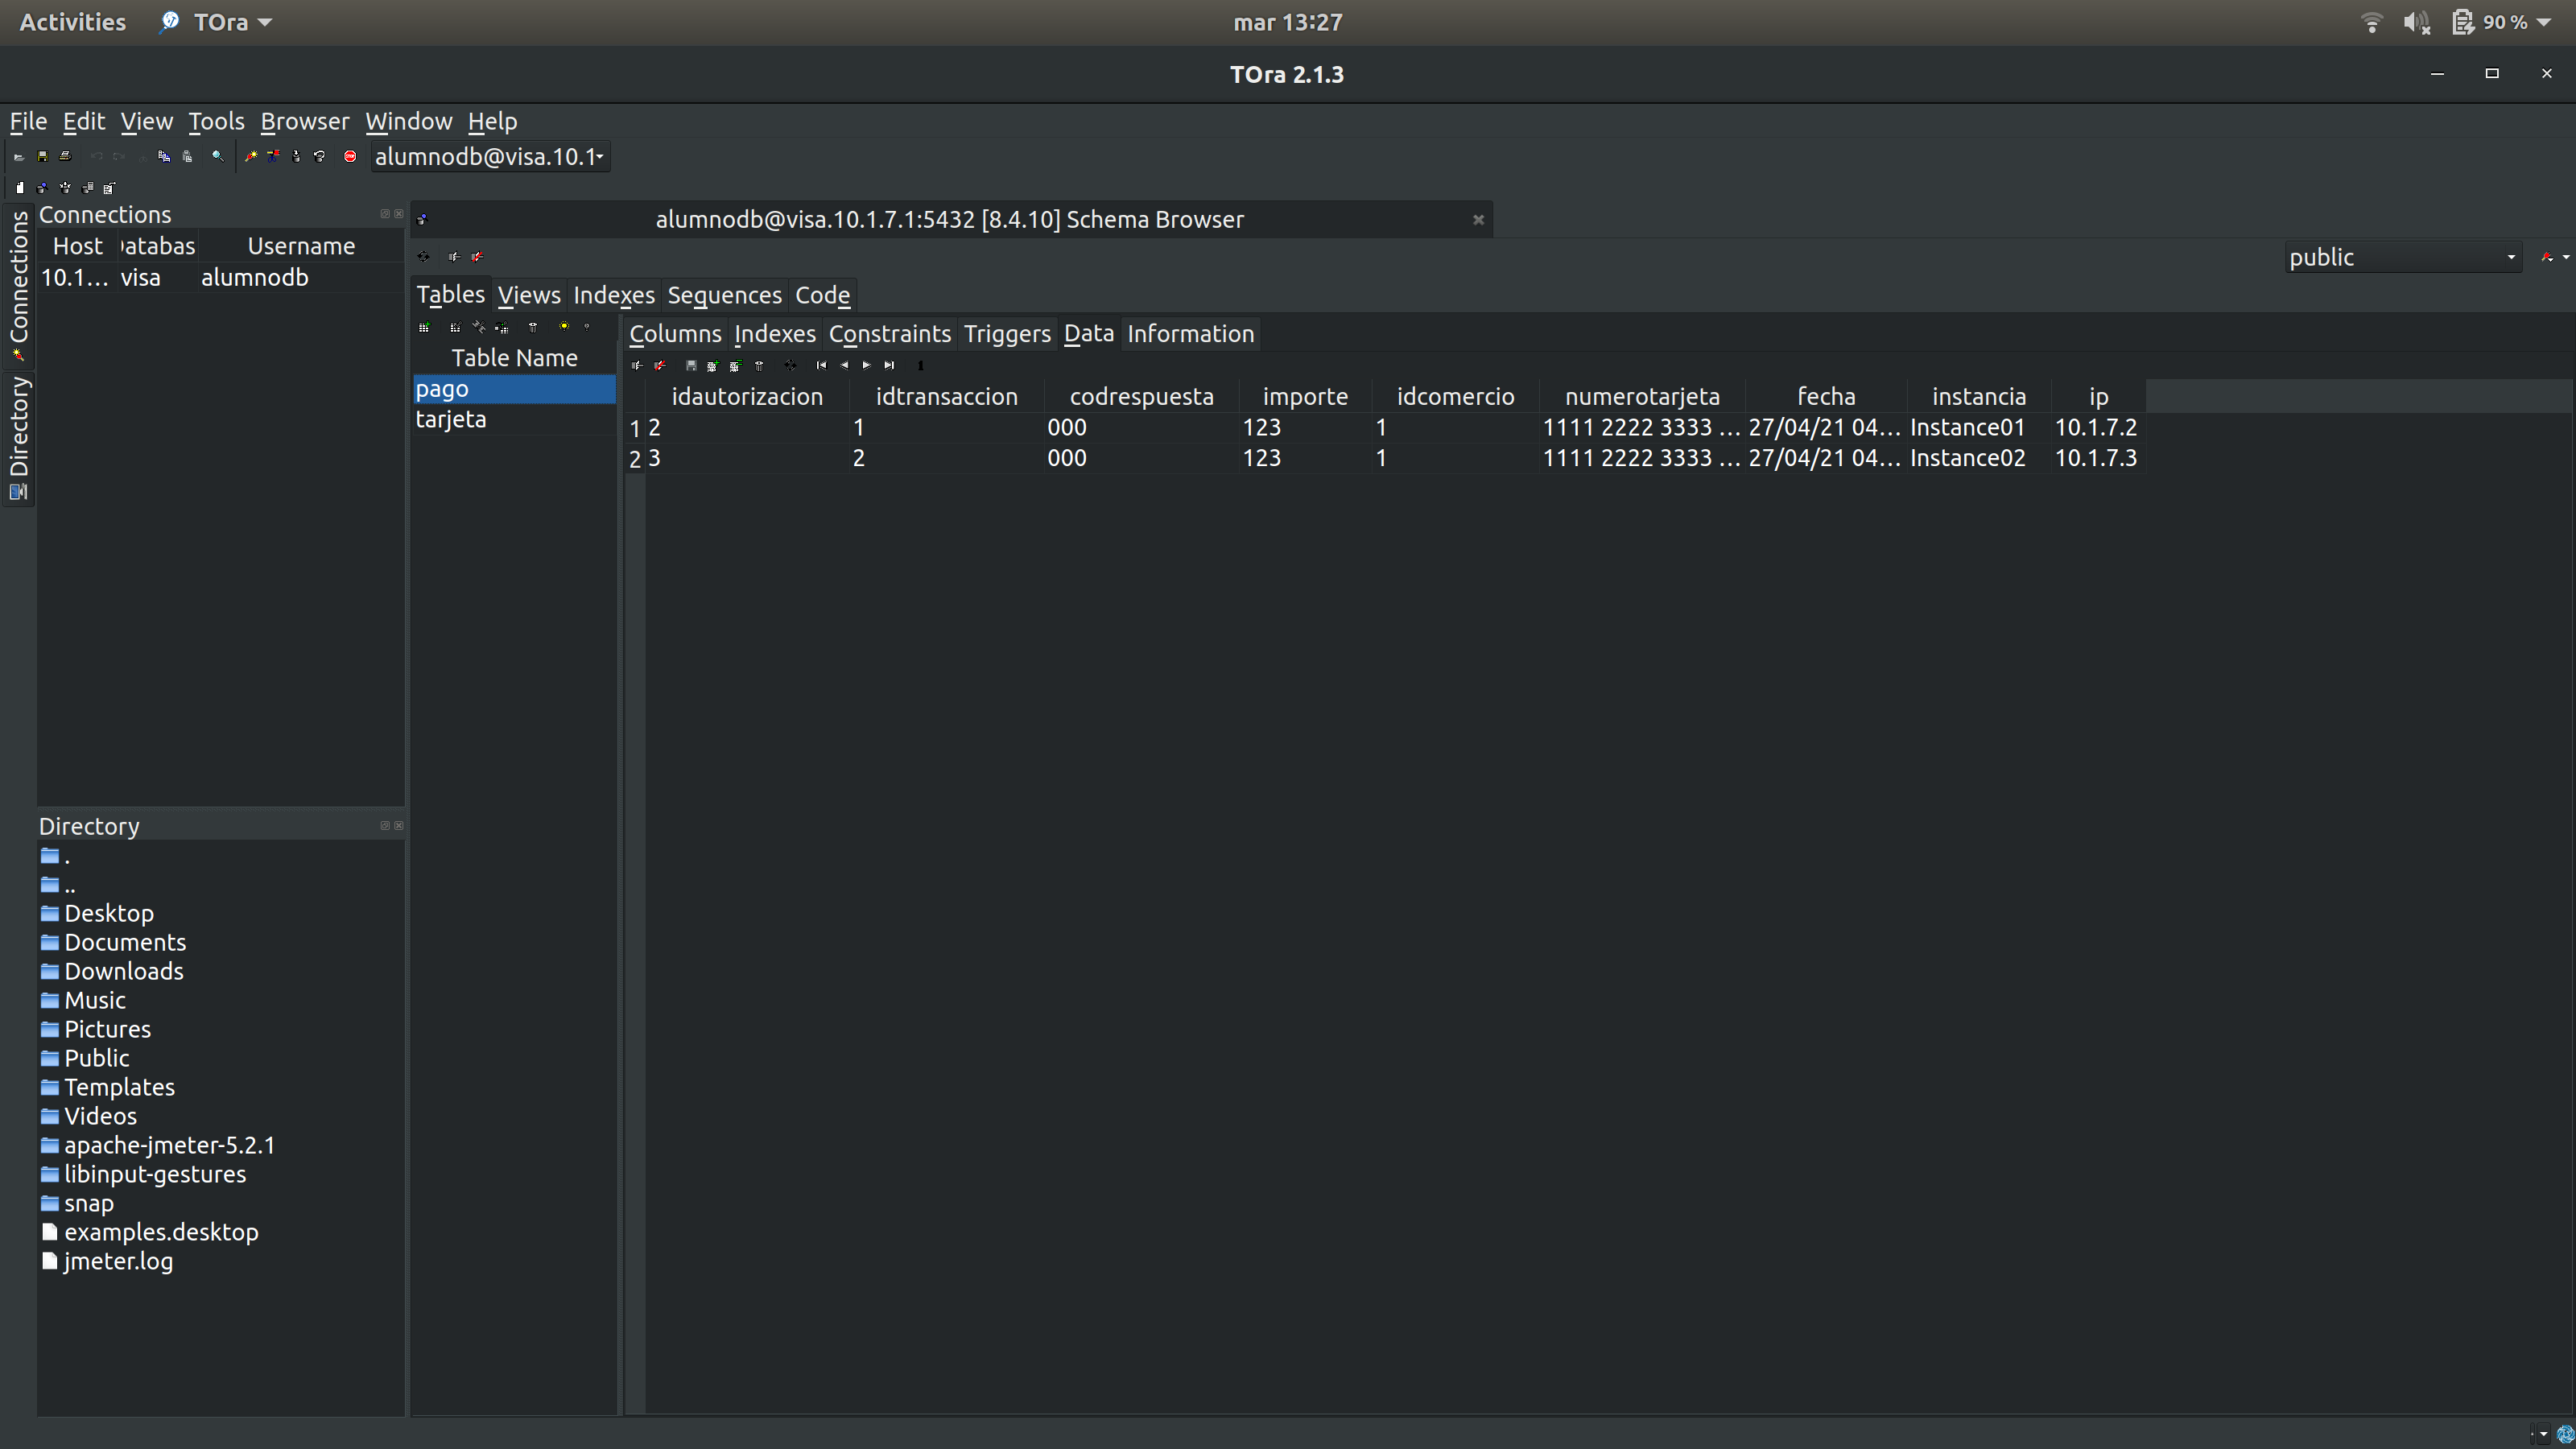 Activities TOra mar 13:27 90 %
TOra 2.1.3
File Edit View Tools Browser Window Help
alumnodb@visa.10.1
Connections
Directory
Connections
Host Databas Username
10.1... visa alumnodb
alumnodb@visa.10.1.7.1:5432 [8.4.10] Schema Browser
public
Tables Views Indexes Sequences Code
Table Name
pago
tarjeta
Columns Indexes Constraints Triggers Data Information
1
idautorizacion idtransaccion codrespuesta importe idcomercio numerotarjeta fecha instancia ip
1 2 1 000 123 1 1111 2222 3333 ... 27/04/21 04... Instance01 10.1.7.2
2 3 2 000 123 1 1111 2222 3333 ... 27/04/21 04... Instance02 10.1.7.3
Directory
.
..
Desktop
Documents
Downloads
Music
Pictures
Public
Templates
Videos
apache-jmeter-5.2.1
libinput-gestures
snap
examples.desktop
jmeter.log